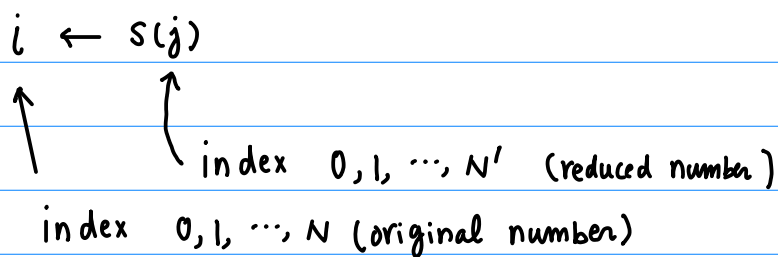 i ← S(j)
index 0, 1, ⋯, N' (reduced number)
index 0, 1, ⋯, N (original number)